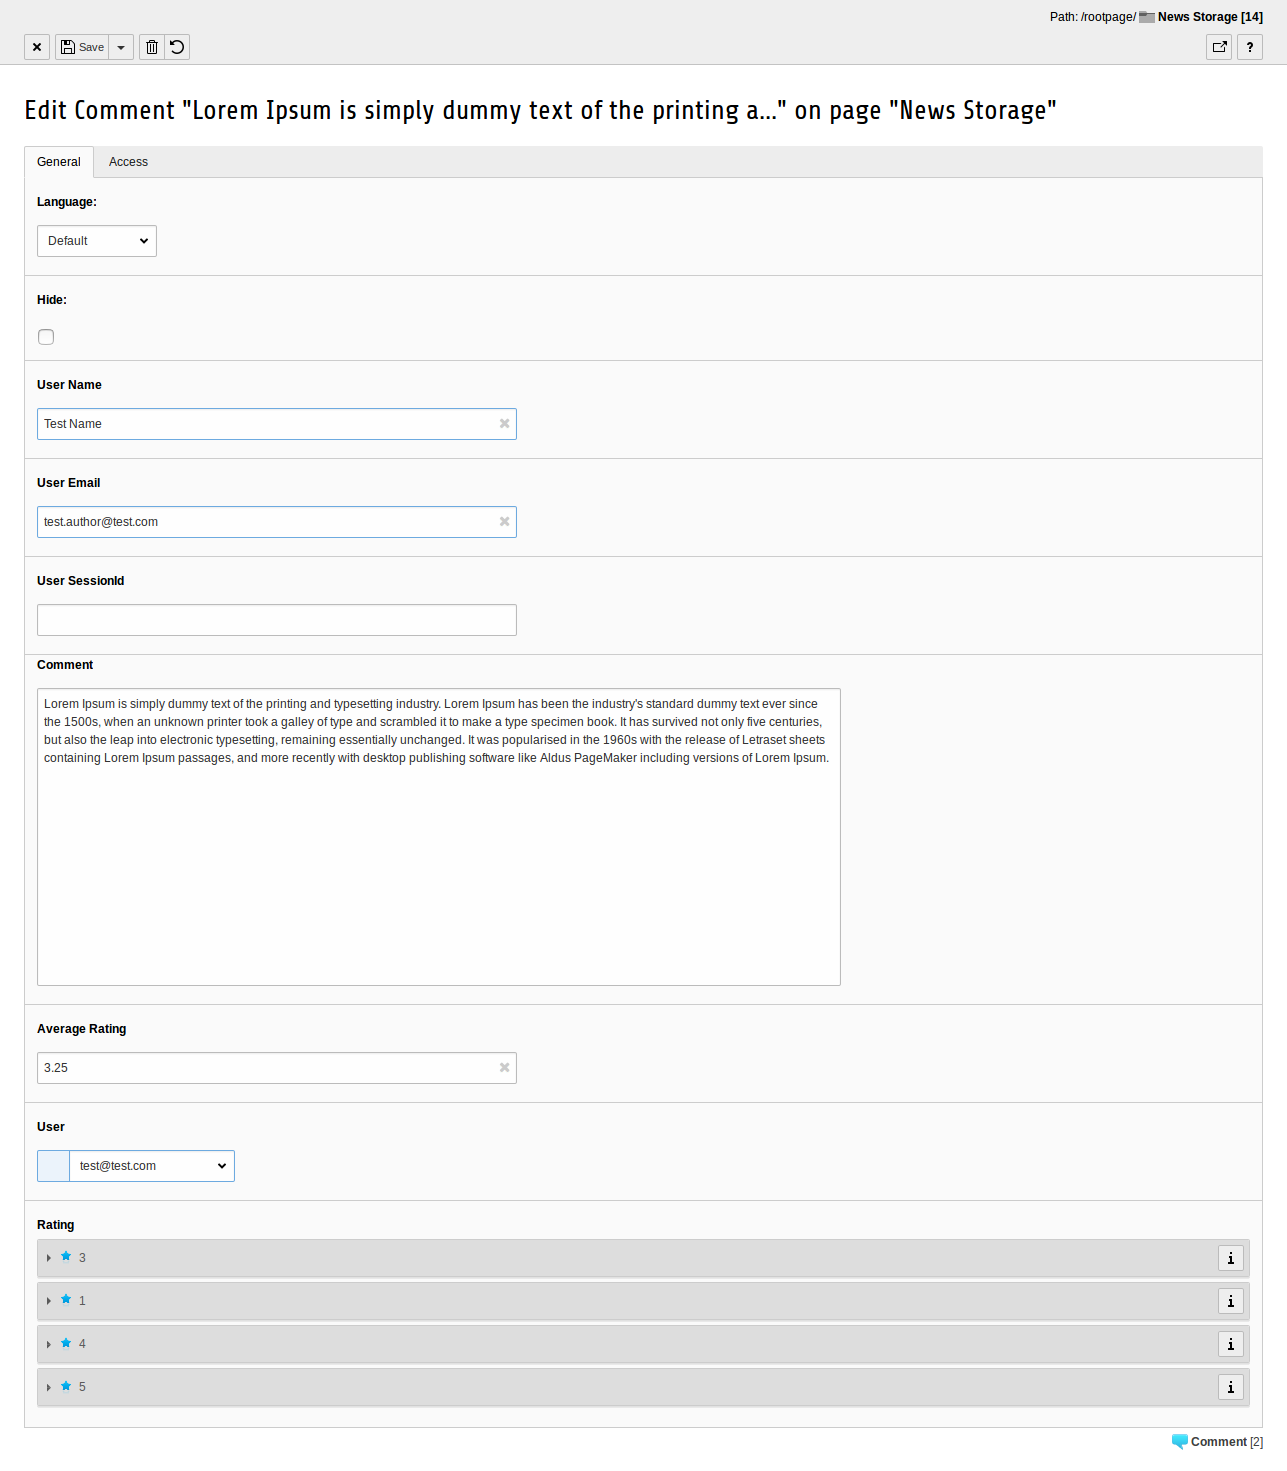 Path: /rootpage/ News Storage [14]
Save
?
Edit Comment "Lorem Ipsum is simply dummy text of the printing a..." on page "News Storage"
General Access
Language:
Default
Hide:
User Name
Test Name
User Email
test.author@test.com
User SessionId
Comment
Lorem Ipsum is simply dummy text of the printing and typesetting industry. Lorem Ipsum has been the industry's standard dummy text ever since
the 1500s, when an unknown printer took a galley of type and scrambled it to make a type specimen book. It has survived not only five centuries,
but also the leap into electronic typesetting, remaining essentially unchanged. It was popularised in the 1960s with the release of Letraset sheets
containing Lorem Ipsum passages, and more recently with desktop publishing software like Aldus PageMaker including versions of Lorem Ipsum.
Average Rating
3.25
User
test@test.com
Rating
3
1
4
5
Comment [2]